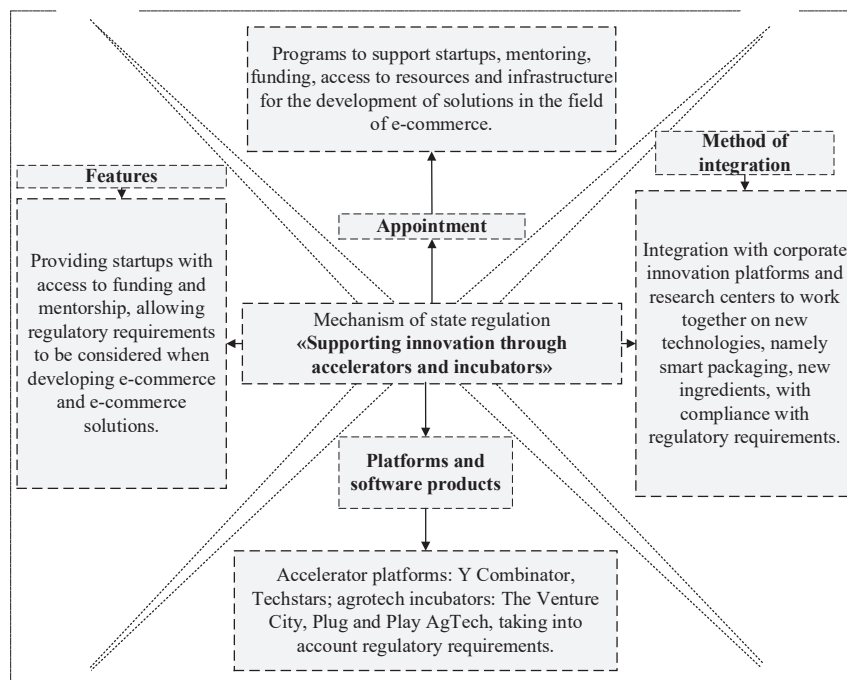 Programs to support startups, mentoring,
funding, access to resources and infrastructure
for the development of solutions in the field
of e-commerce.
Features
Providing startups with
access to funding and
mentorship, allowing
regulatory requirements
to be considered when
developing e-commerce
and e-commerce
solutions.
Appointment
Method of
integration
Integration with corporate
innovation platforms and
research centers to work
together on new
technologies, namely
smart packaging, new
ingredients, with
compliance with
regulatory requirements.
Mechanism of state regulation
«Supporting innovation through
accelerators and incubators»
Platforms and
software products
Accelerator platforms: Y Combinator,
Techstars; agrotech incubators: The Venture
City, Plug and Play AgTech, taking into
account regulatory requirements.